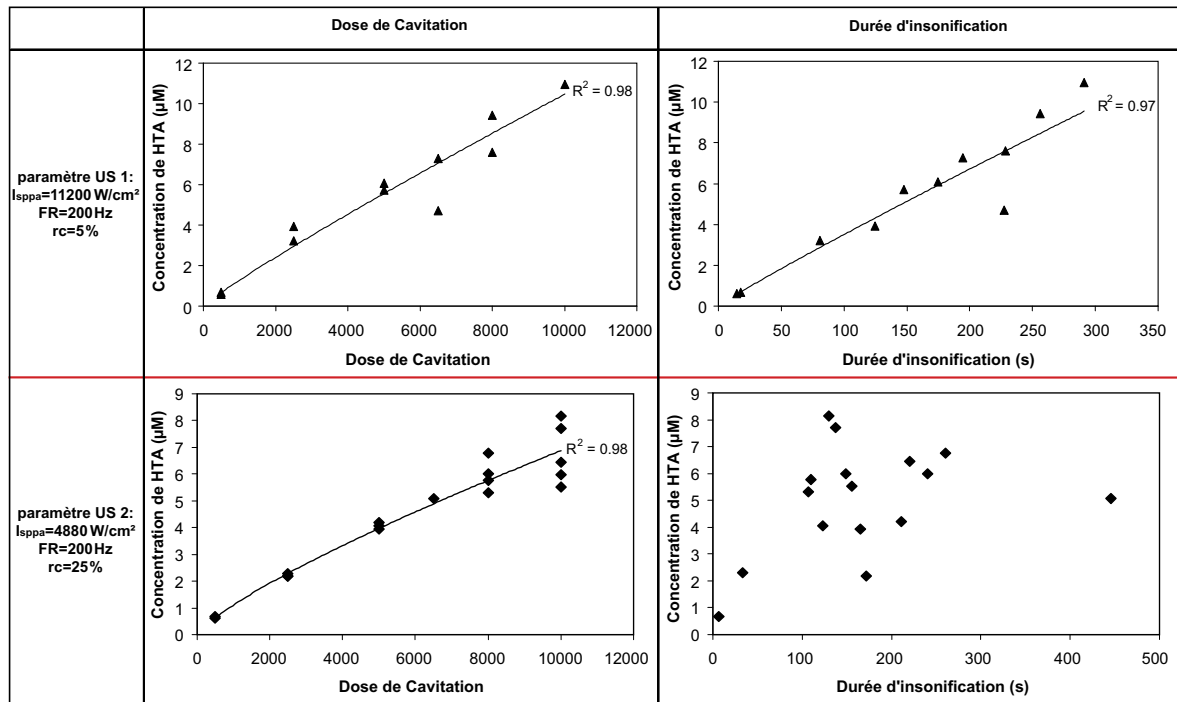 Dose de Cavitation
Durée d'insonification
paramètre US 1:
Isppa=11200 W/cm²
FR=200Hz
rc=5%
Concentration de HTA (µM)
12
10
8
6
4
2
0
R² = 0.98
0 2000 4000 6000 8000 10000 12000
Dose de Cavitation
Concentration de HTA (µM)
12
10
8
6
4
2
0
R² = 0.97
0 50 100 150 200 250 300 350
Durée d'insonification (s)
paramètre US 2:
Isppa=4880 W/cm²
FR=200Hz
rc=25%
Concentration de HTA (µM)
9
8
7
6
5
4
3
2
1
0
R² = 0.98
0 2000 4000 6000 8000 10000 12000
Dose de Cavitation
Concentration de HTA (µM)
9
8
7
6
5
4
3
2
1
0
0 100 200 300 400 500
Durée d'insonification (s)